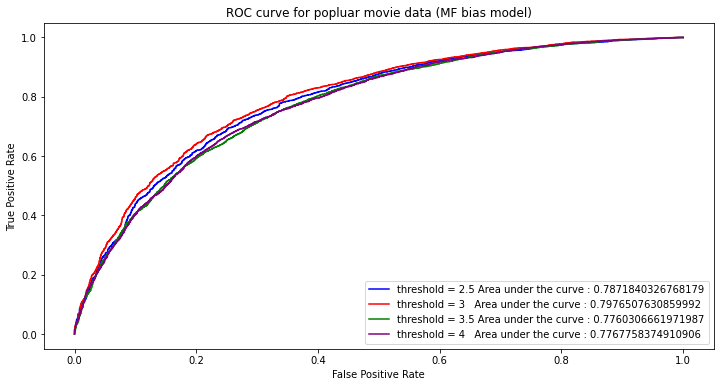 ROC curve for popluar movie data (MF bias model)
True Positive Rate
1.0
0.8
0.6
0.4
0.2
0.0
threshold = 2.5 Area under the curve : 0.7871840326768179
threshold = 3 Area under the curve : 0.7976507630859992
threshold = 3.5 Area under the curve : 0.7760306661971987
threshold = 4 Area under the curve : 0.7767758374910906
0.0 0.2 0.4 0.6 0.8 1.0
False Positive Rate